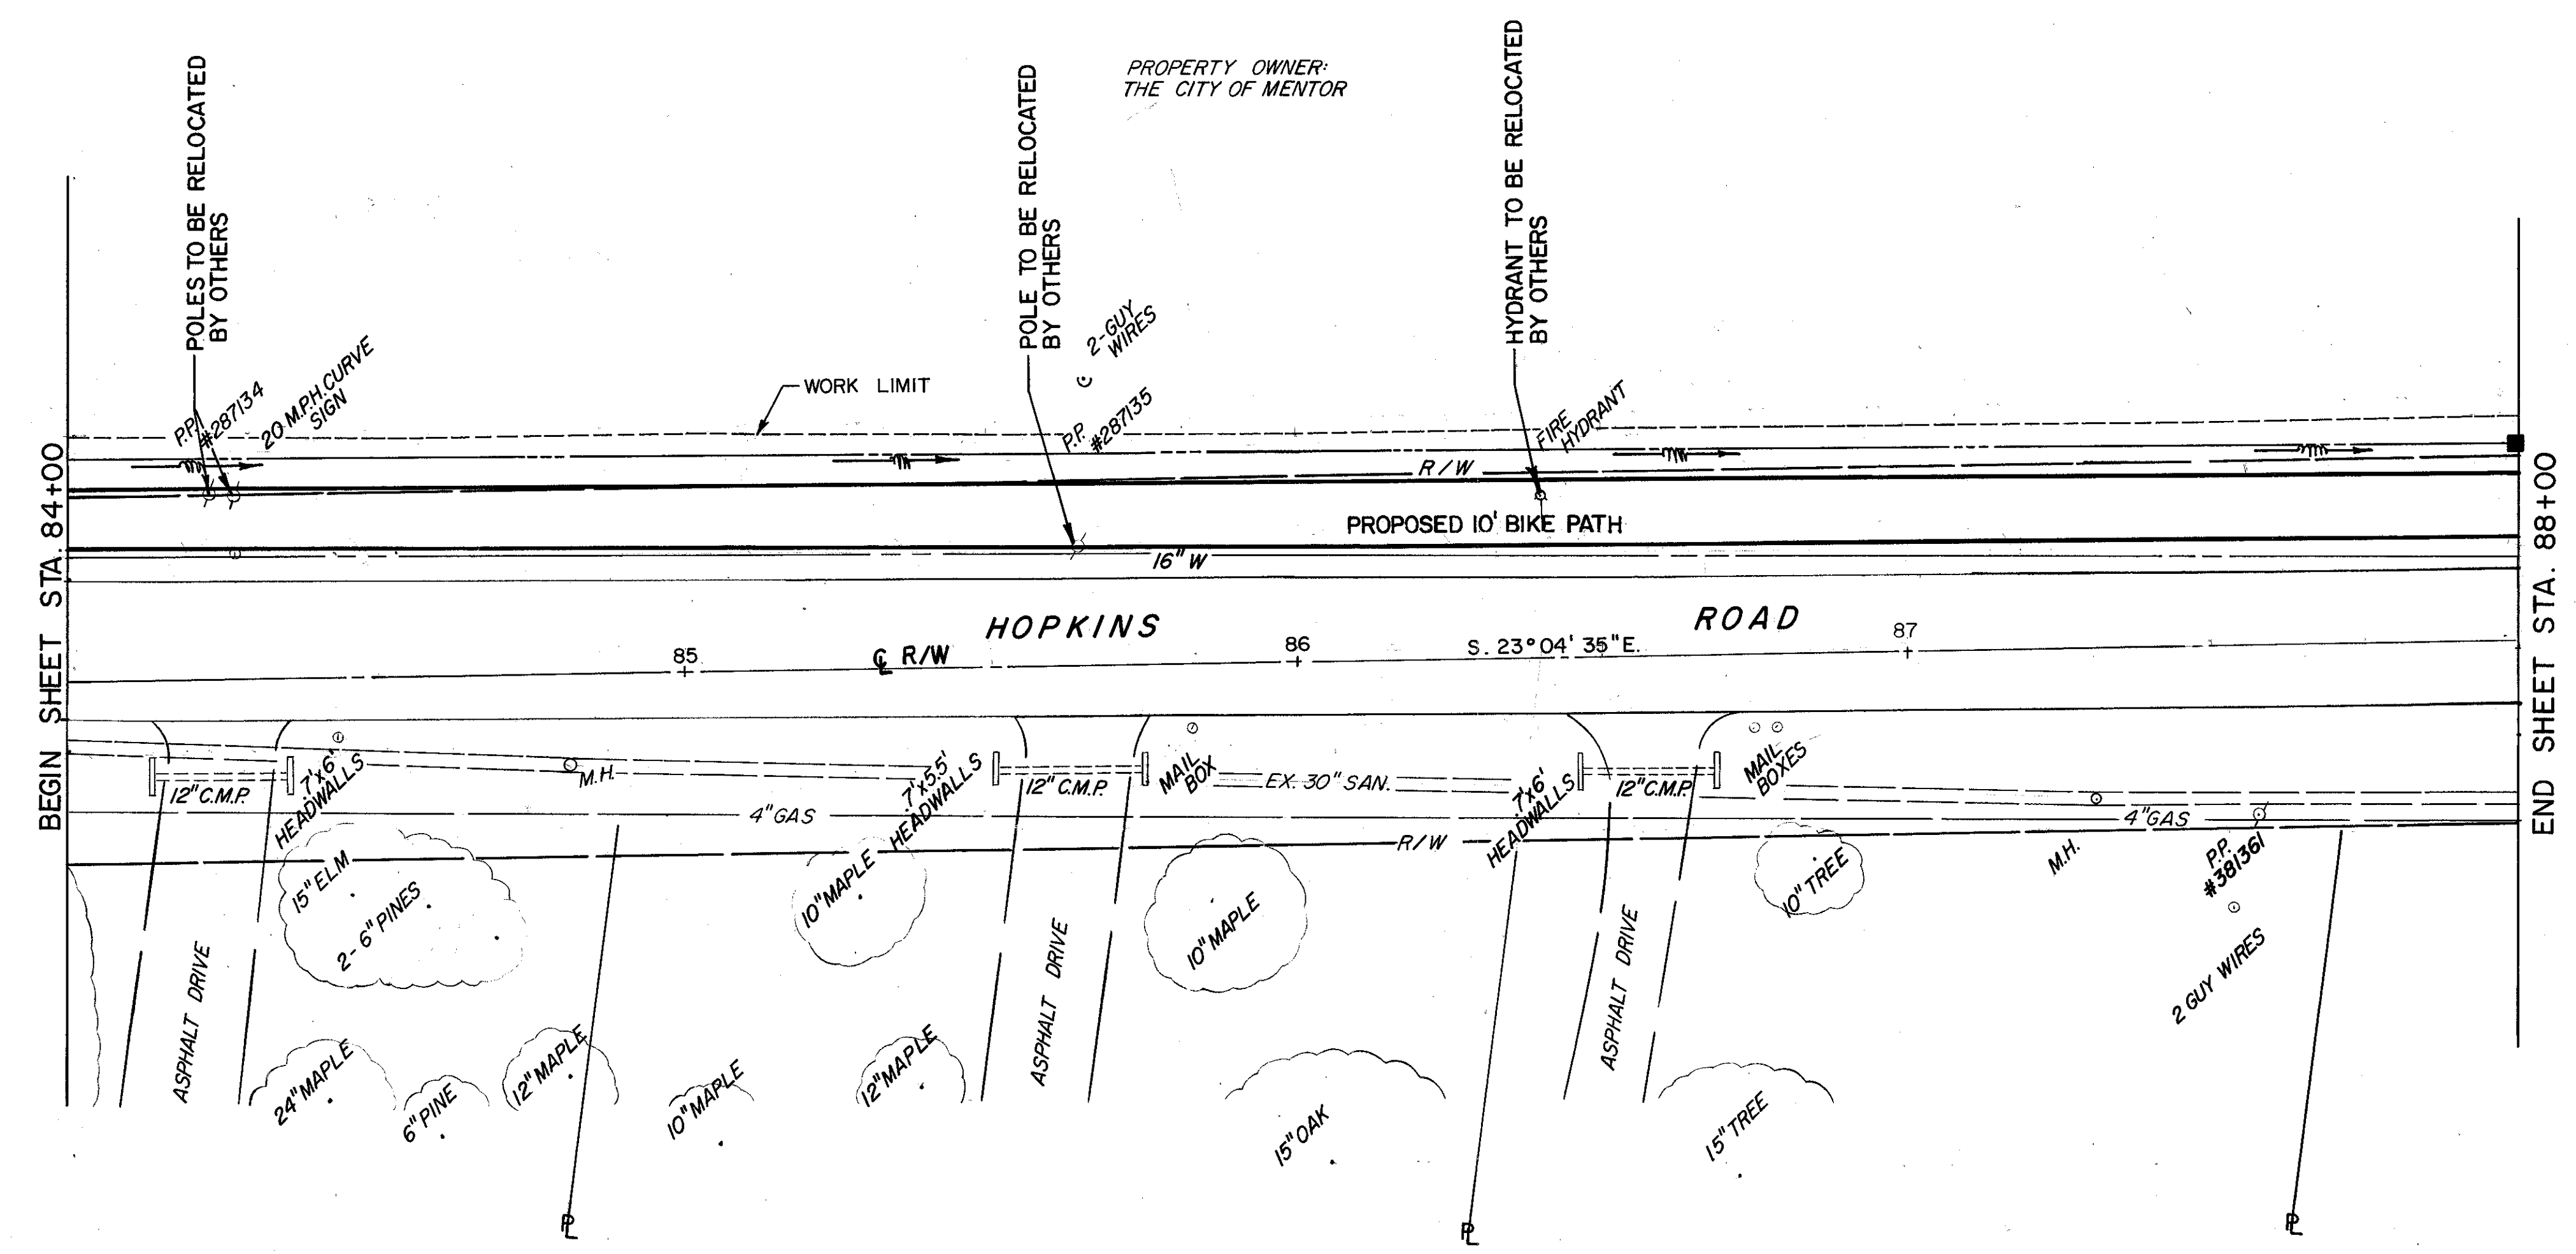 PROPERTY OWNER:
THE CITY OF MENTOR
POLES TO BE RELOCATED
BY OTHERS
POLE TO BE RELOCATED
BY OTHERS
HYDRANT TO BE RELOCATED
BY OTHERS
P.P.
#287134
20 M.P.H. CURVE
SIGN
WORK LIMIT
2-GUY
WIRES
P.P.
#287135
FIRE
HYDRANT
R/W
PROPOSED 10' BIKE PATH
16" W
BEGIN SHEET STA. 84+00
END SHEET STA. 88+00
HOPKINS ROAD
85
℄ R/W
86
S. 23°04' 35"E.
87
12" C.M.P.
7'x6'
HEADWALLS
M.H.
4" GAS
7'x5.5'
HEADWALLS
12" C.M.P.
MAIL
BOX
EX. 30" SAN.
R/W
7'x6'
HEADWALLS
12" C.M.P.
MAIL
BOXES
4" GAS
M.H.
P.P.
#381361
2 GUY WIRES
15" ELM
2-6" PINES
10" MAPLE
10" MAPLE
10" TREE
ASPHALT DRIVE
ASPHALT DRIVE
ASPHALT DRIVE
24" MAPLE
6" PINE
12" MAPLE
10" MAPLE
12" MAPLE
15" OAK
15" TREE
PL
PL
PL